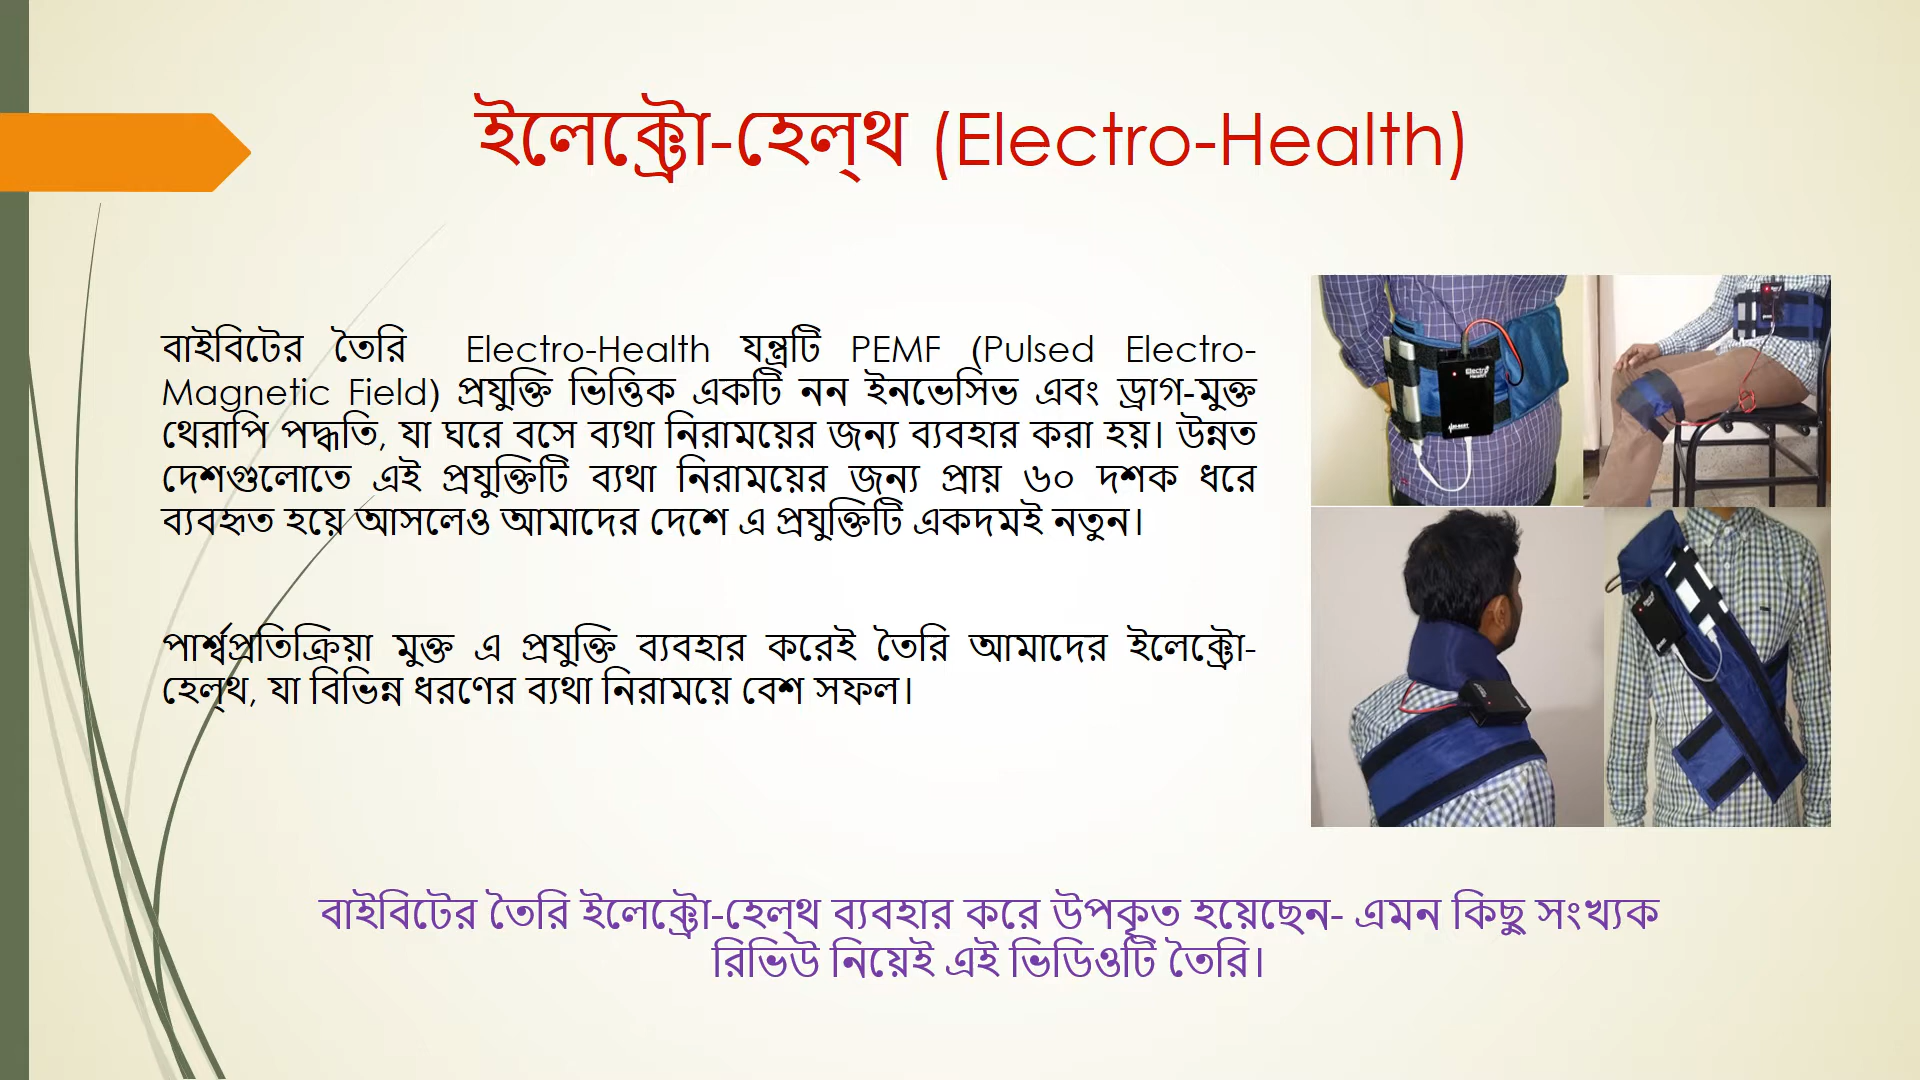 ইলেক্ট্রো-হেল্থ (Electro-Health)
বাইবিটের তৈরি Electro-Health যন্ত্রটি PEMF (Pulsed Electro-
Magnetic Field) প্রযুক্তি ভিত্তিক একটি নন ইনভেসিভ এবং ড্রাগ-মুক্ত
থেরাপি পদ্ধতি, যা ঘরে বসে ব্যথা নিরাময়ের জন্য ব্যবহার করা হয়। উন্নত
দেশগুলোতে এই প্রযুক্তিটি ব্যথা নিরাময়ের জন্য প্রায় ৬০ দশক ধরে
ব্যবহৃত হয়ে আসলেও আমাদের দেশে এ প্রযুক্তিটি একদমই নতুন।
পার্শ্বপ্রতিক্রিয়া মুক্ত এ প্রযুক্তি ব্যবহার করেই তৈরি আমাদের ইলেক্ট্রো-
হেল্থ, যা বিভিন্ন ধরণের ব্যথা নিরাময়ে বেশ সফল।
Electro
Health
বাইবিটের তৈরি ইলেক্ট্রো-হেল্থ ব্যবহার করে উপকৃত হয়েছেন- এমন কিছু সংখ্যক
রিভিউ নিয়েই এই ভিডিওটি তৈরি।